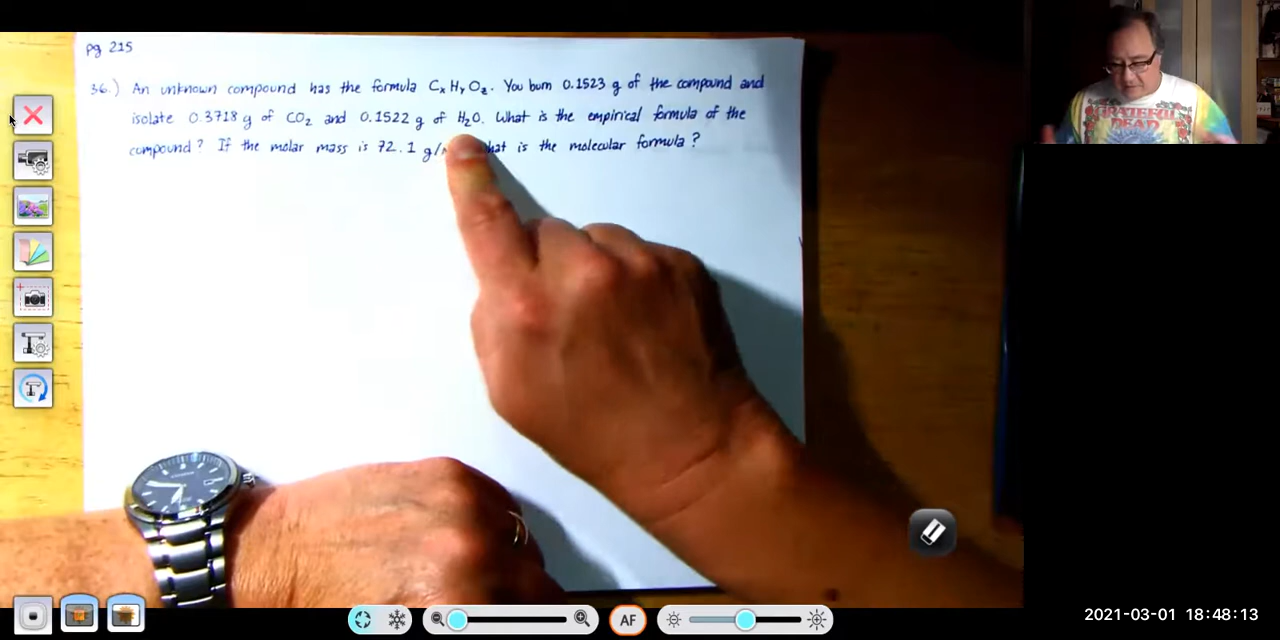 pg 215
36.) An unknown compound has the formula CxHyOz. You burn 0.1523 g of the compound and
isolate 0.3718 g of CO2 and 0.1522 g of H2O. What is the empirical formula of the
compound? If the molar mass is 72.1 g/ is the molecular formula?
GRATEFUL
DEAD
AF
2021-03-01 18:48:13